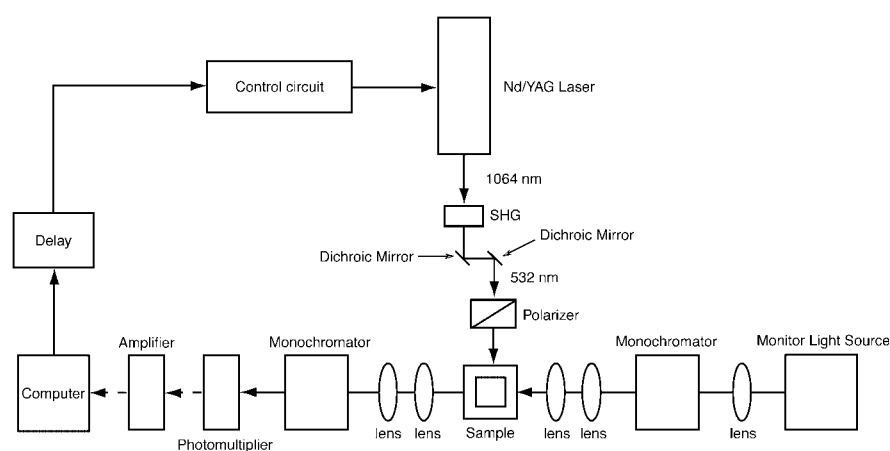 Control circuit
Nd/YAG Laser
1064 nm
SHG
Delay
Dichroic Mirror
Dichroic Mirror
532 nm
Polarizer
Amplifier
Monochromator
Monochromator
Monitor Light Source
Computer
Photomultiplier
lens
lens
Sample
lens
lens
lens